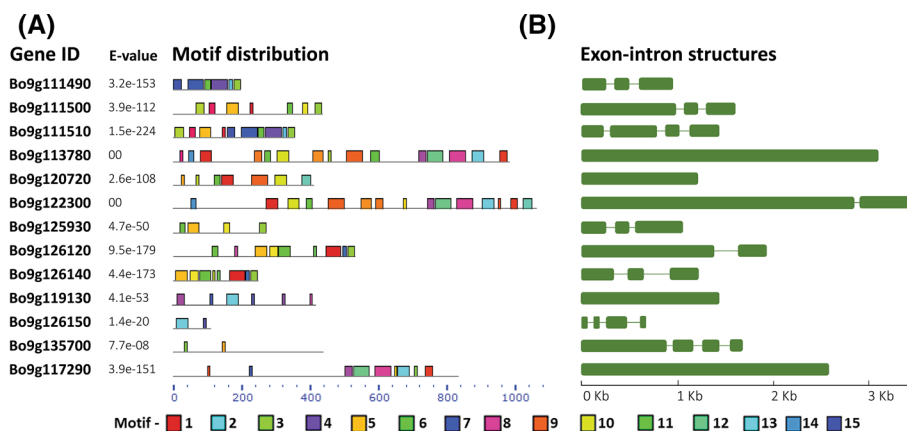 (A) (B)
Gene ID E-value Motif distribution Exon-intron structures
Bo9g111490 3.2e-153
Bo9g111500 3.9e-112
Bo9g111510 1.5e-224
Bo9g113780 00
Bo9g120720 2.6e-108
Bo9g122300 00
Bo9g125930 4.7e-50
Bo9g126120 9.5e-179
Bo9g126140 4.4e-173
Bo9g119130 4.1e-53
Bo9g126150 1.4e-20
Bo9g135700 7.7e-08
Bo9g117290 3.9e-151
0 200 400 600 800 1000 0 Kb 1 Kb 2 Kb 3 Kb
Motif - 1 2 3 4 5 6 7 8 9 10 11 12 13 14 15